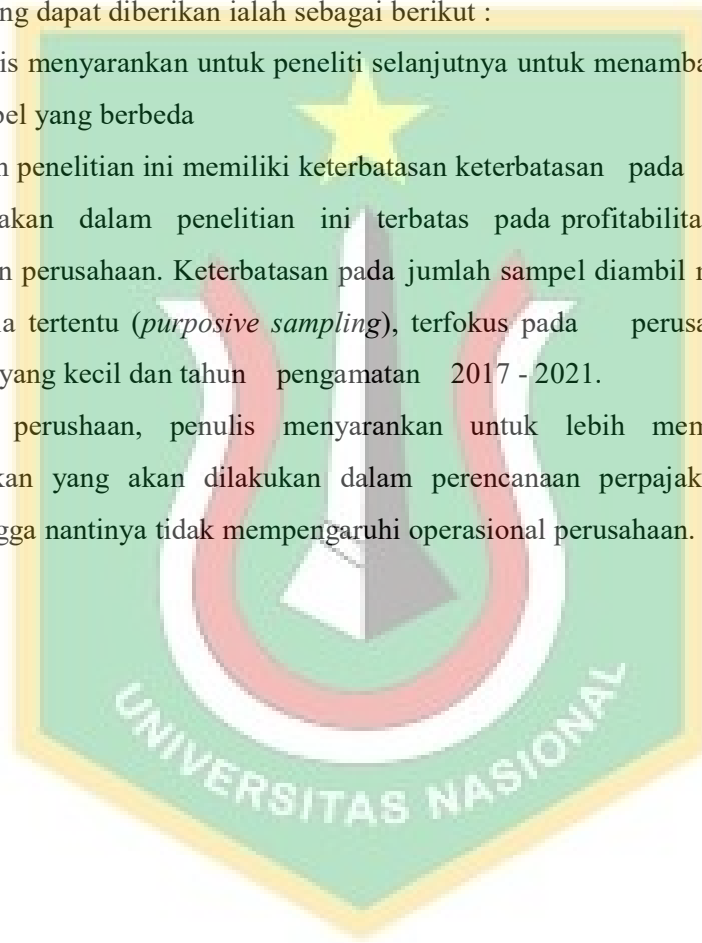 ng dapat diberikan ialah sebagai berikut :
is menyarankan untuk peneliti selanjutnya untuk menamba
bel yang berbeda
n penelitian ini memiliki keterbatasan keterbatasan pada
akan dalam penelitian ini terbatas pada profitabilita
n perusahaan. Keterbatasan pada jumlah sampel diambil
ia tertentu (purposive sampling), terfokus pada perusa
yang kecil dan tahun pengamatan 2017 - 2021.
perushaan, penulis menyarankan untuk lebih mem
kan yang akan dilakukan dalam perencanaan perpajak
gga nantinya tidak mempengaruhi operasional perusahaan.
UNIVERSITAS NASIONAL